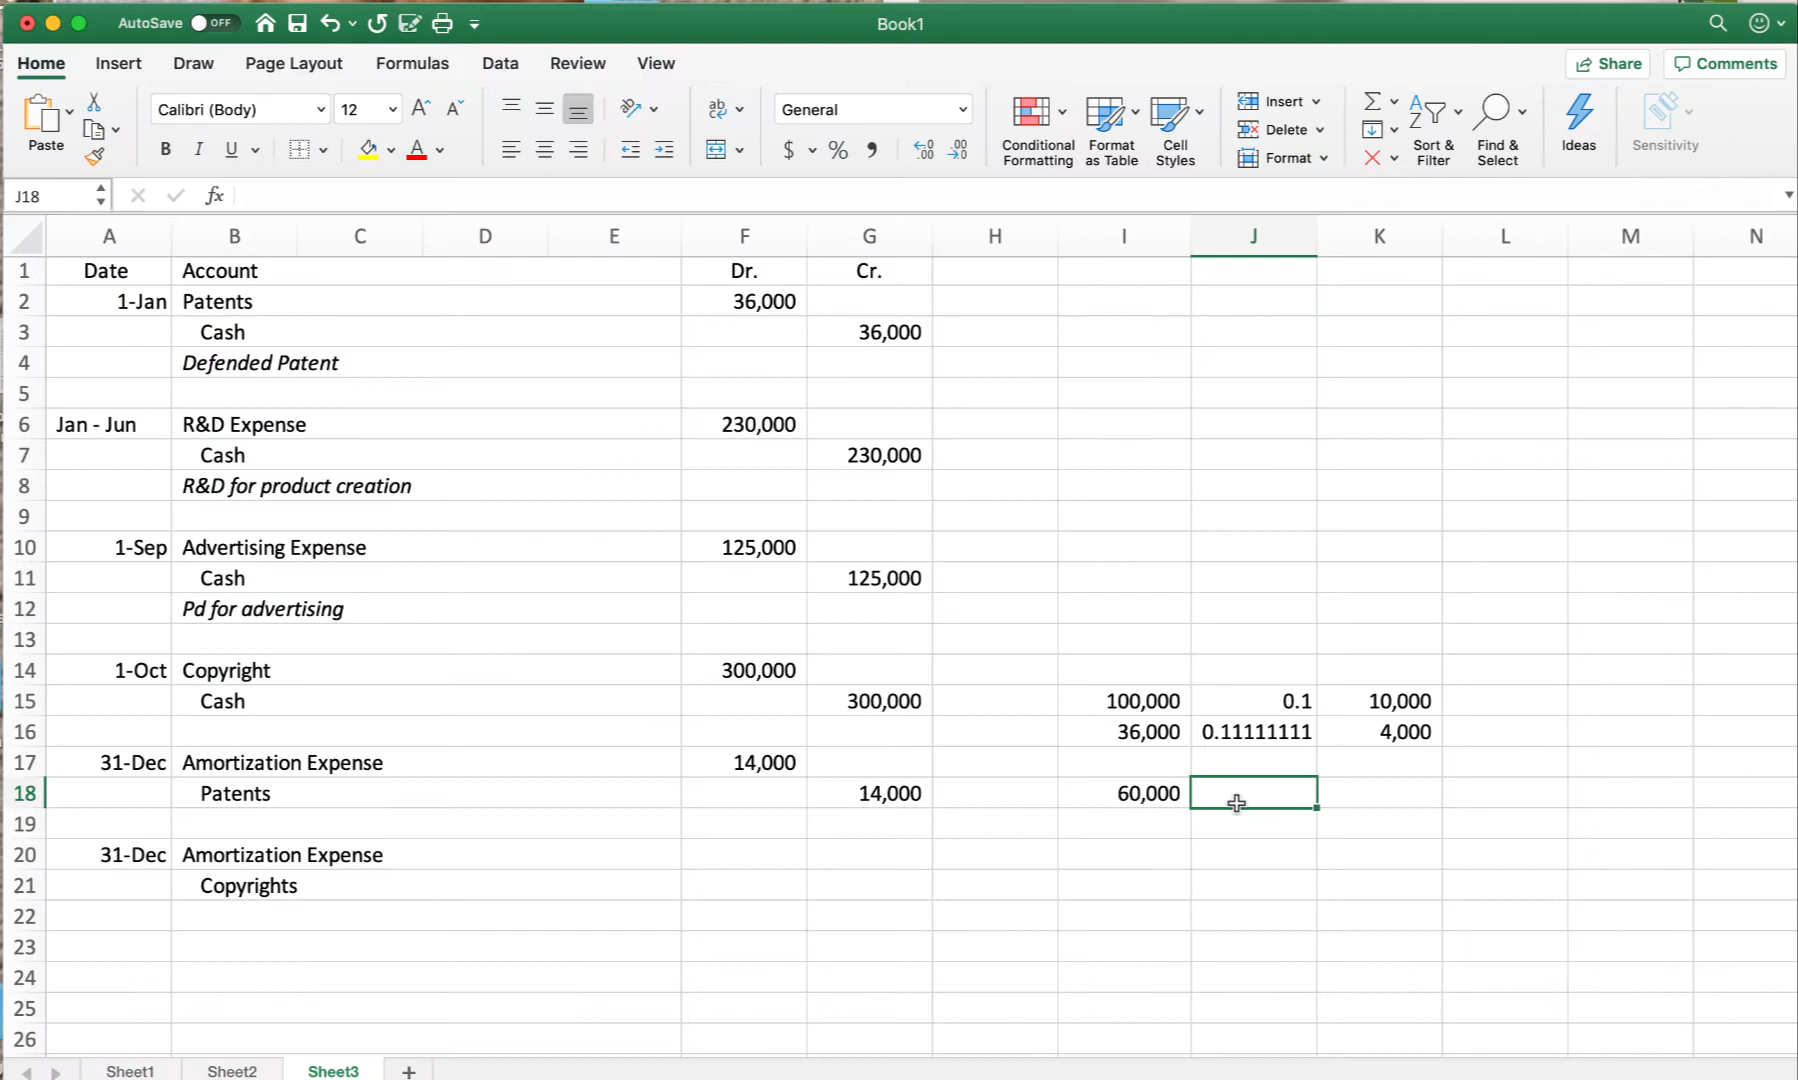 AutoSave OFF Book1
Home Insert Draw Page Layout Formulas Data Review View Share Comments
Calibri (Body) 12 General Insert
Delete
Format
Paste B I U $ % Conditional Formatting Format as Table Cell Styles Sort & Filter Find & Select Ideas Sensitivity
J18 fx
A B C D E F G H I J K L M N
1 Date Account Dr. Cr.
2 1-Jan Patents 36,000
3 Cash 36,000
4 Defended Patent
5
6 Jan - Jun R&D Expense 230,000
7 Cash 230,000
8 R&D for product creation
9
10 1-Sep Advertising Expense 125,000
11 Cash 125,000
12 Pd for advertising
13
14 1-Oct Copyright 300,000
15 Cash 300,000 100,000 0.1 10,000
16 36,000 0.11111111 4,000
17 31-Dec Amortization Expense 14,000
18 Patents 14,000 60,000
19
20 31-Dec Amortization Expense
21 Copyrights
22
23
24
25
26
Sheet1 Sheet2 Sheet3 +